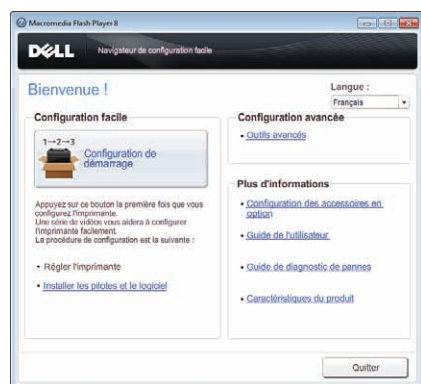 Macromedia Flash Player 8
DELL Navigateur de configuration facile
Bienvenue !
Langue :
Français
Configuration facile
1→2→3
Configuration de
démarrage
Appuyez sur ce bouton la première fois que vous
configurez l'imprimante.
Une série de vidéos vous aidera à configurer
l'imprimante facilement.
La procédure de configuration est la suivante :
• Régler l'imprimante
• Installer les pilotes et le logiciel
Configuration avancée
• Outils avancés
Plus d'informations
• Configuration des accessoires en
option
• Guide de l'utilisateur
• Guide de diagnostic de pannes
• Caractéristiques du produit
Quitter